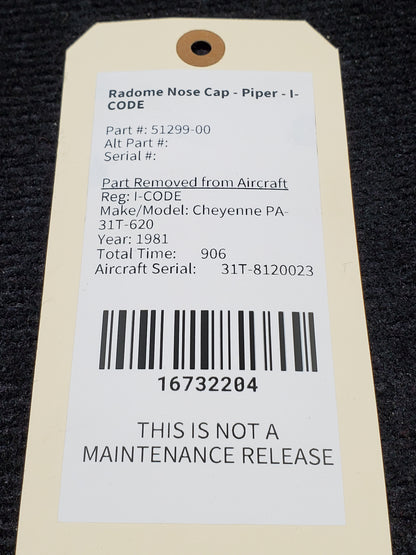 Radome Nose Cap - Piper - I-
CODE
Part #: 51299-00
Alt Part #:
Serial #:
Part Removed from Aircraft
Reg: I-CODE
Make/Model: Cheyenne PA-
31T-620
Year: 1981
Total Time: 906
Aircraft Serial: 31T-8120023
16732204
THIS IS NOT A
MAINTENANCE RELEASE